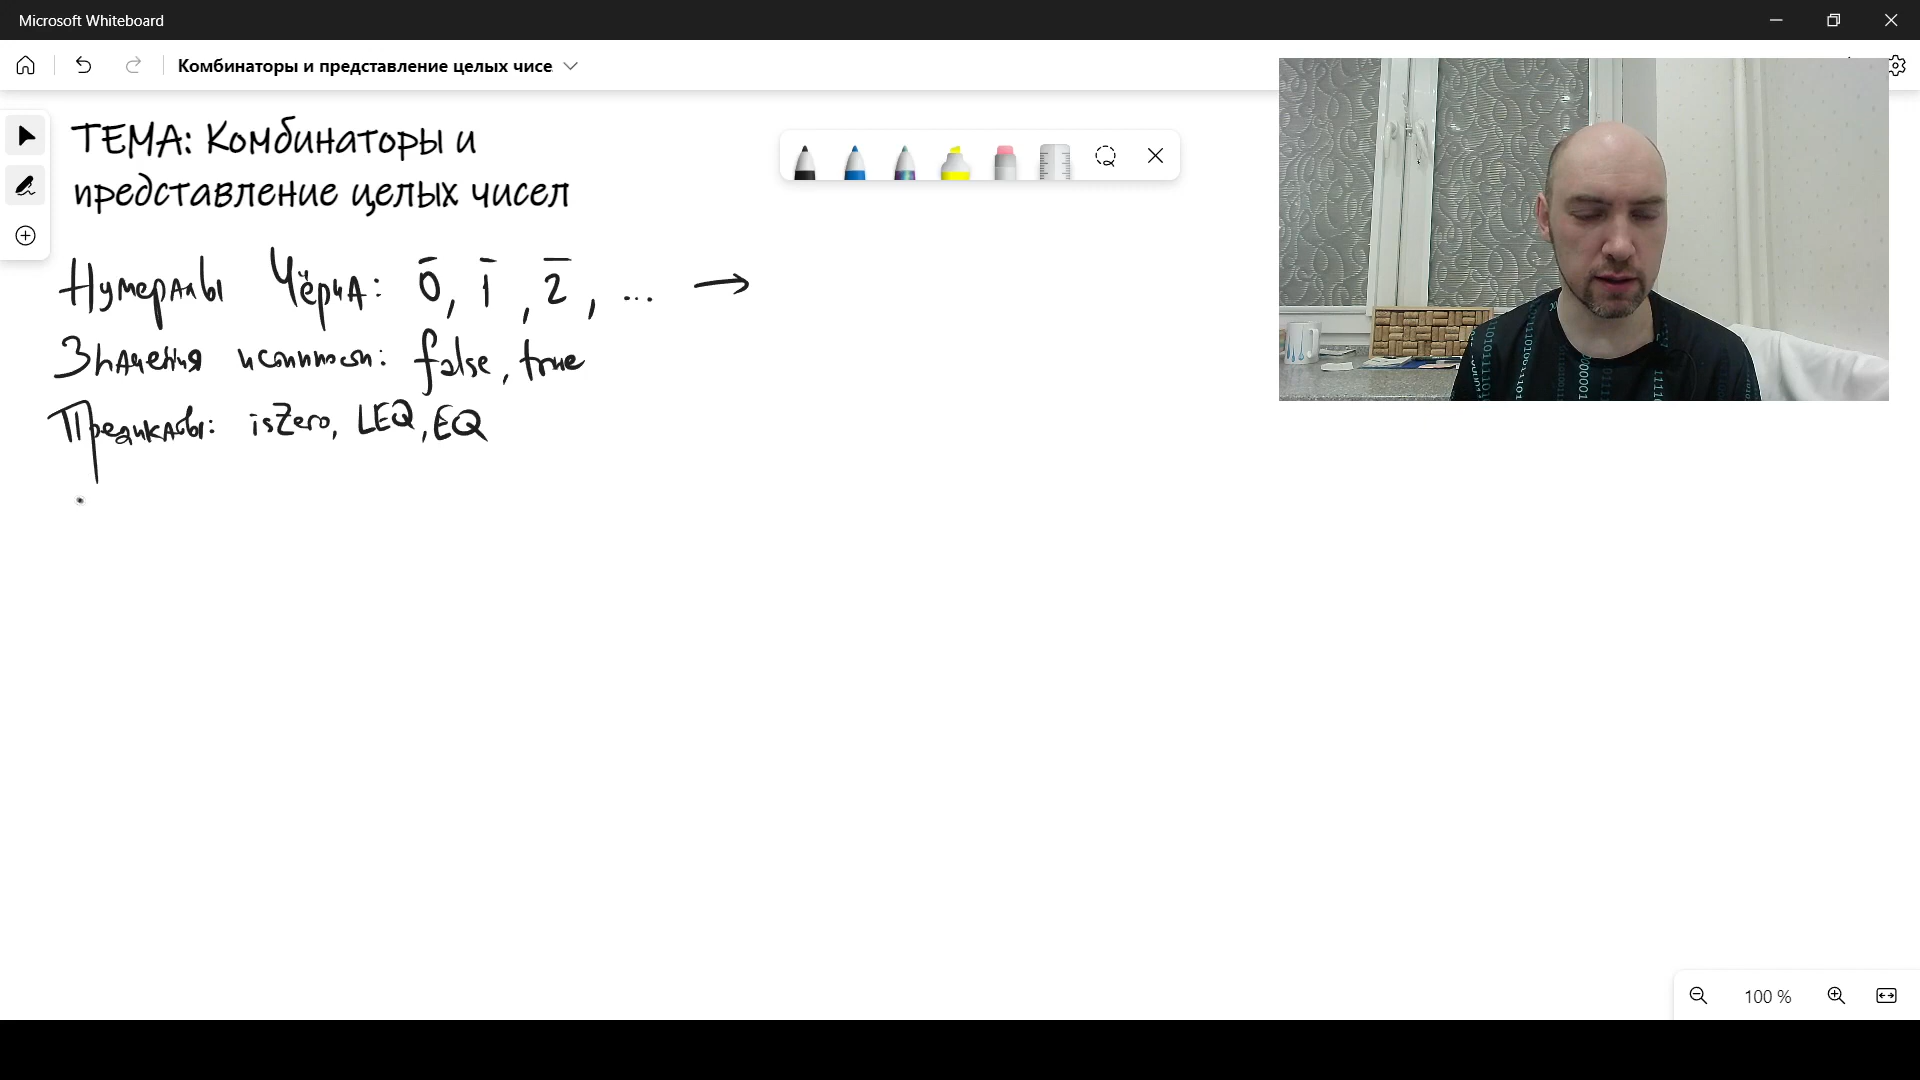 Microsoft Whiteboard
Комбинаторы и представление целых чисе
ТЕМА: Комбинаторы и
представление целых чисел
Нумералы Чёрча: 0̅, 1̅, 2̅, ... →
Значения истинности: false, true
Предикаты: isZero, LEQ, EQ
100 %